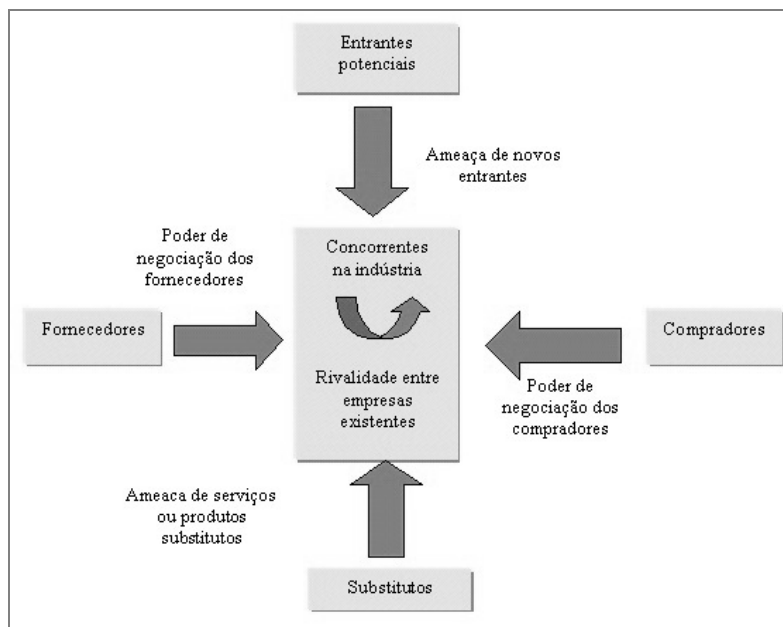 Entrantes
potenciais
Ameaça de novos
entrantes
Poder de
negociação dos
fornecedores
Concorrentes
na indústria
Fornecedores
Compradores
Rivalidade entre
empresas
existentes
Poder de
negociação dos
compradores
Ameaca de serviços
ou produtos
substitutos
Substitutos